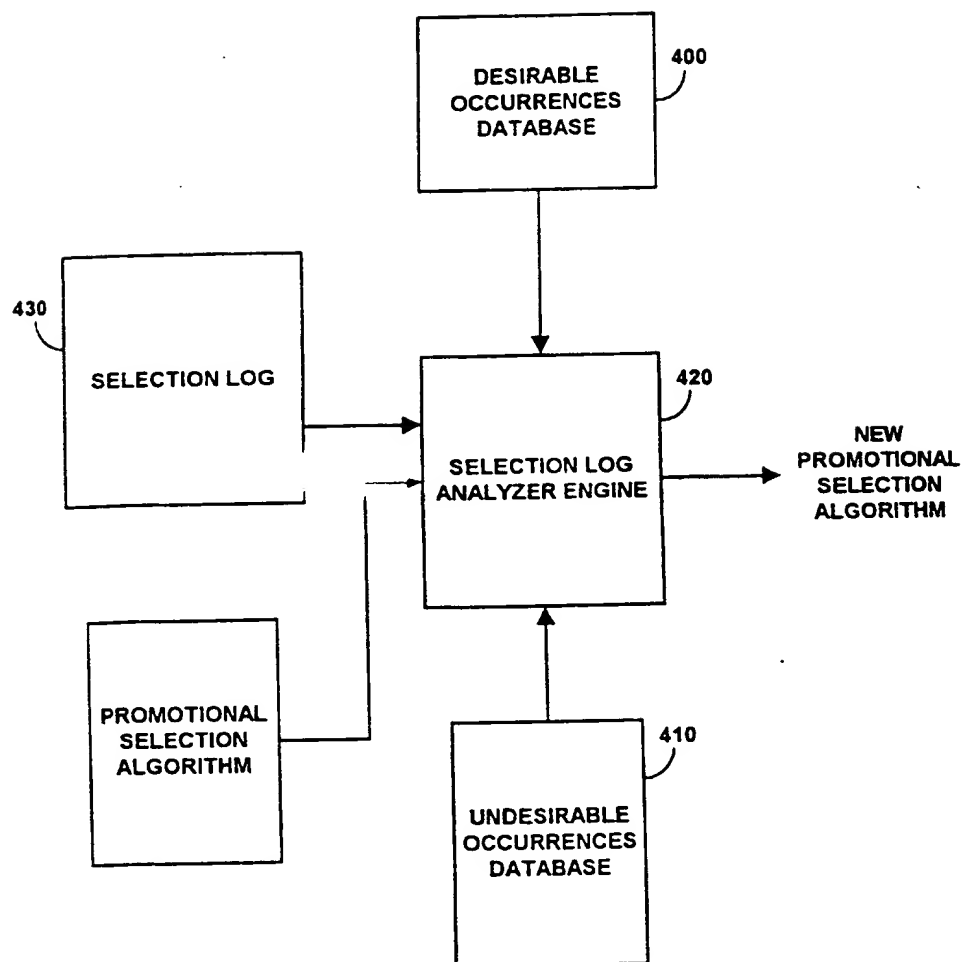 400
DESIRABLE
OCCURRENCES
DATABASE
430
SELECTION LOG
420
SELECTION LOG
ANALYZER ENGINE
NEW
PROMOTIONAL
SELECTION
ALGORITHM
PROMOTIONAL
SELECTION
ALGORITHM
410
UNDESIRABLE
OCCURRENCES
DATABASE